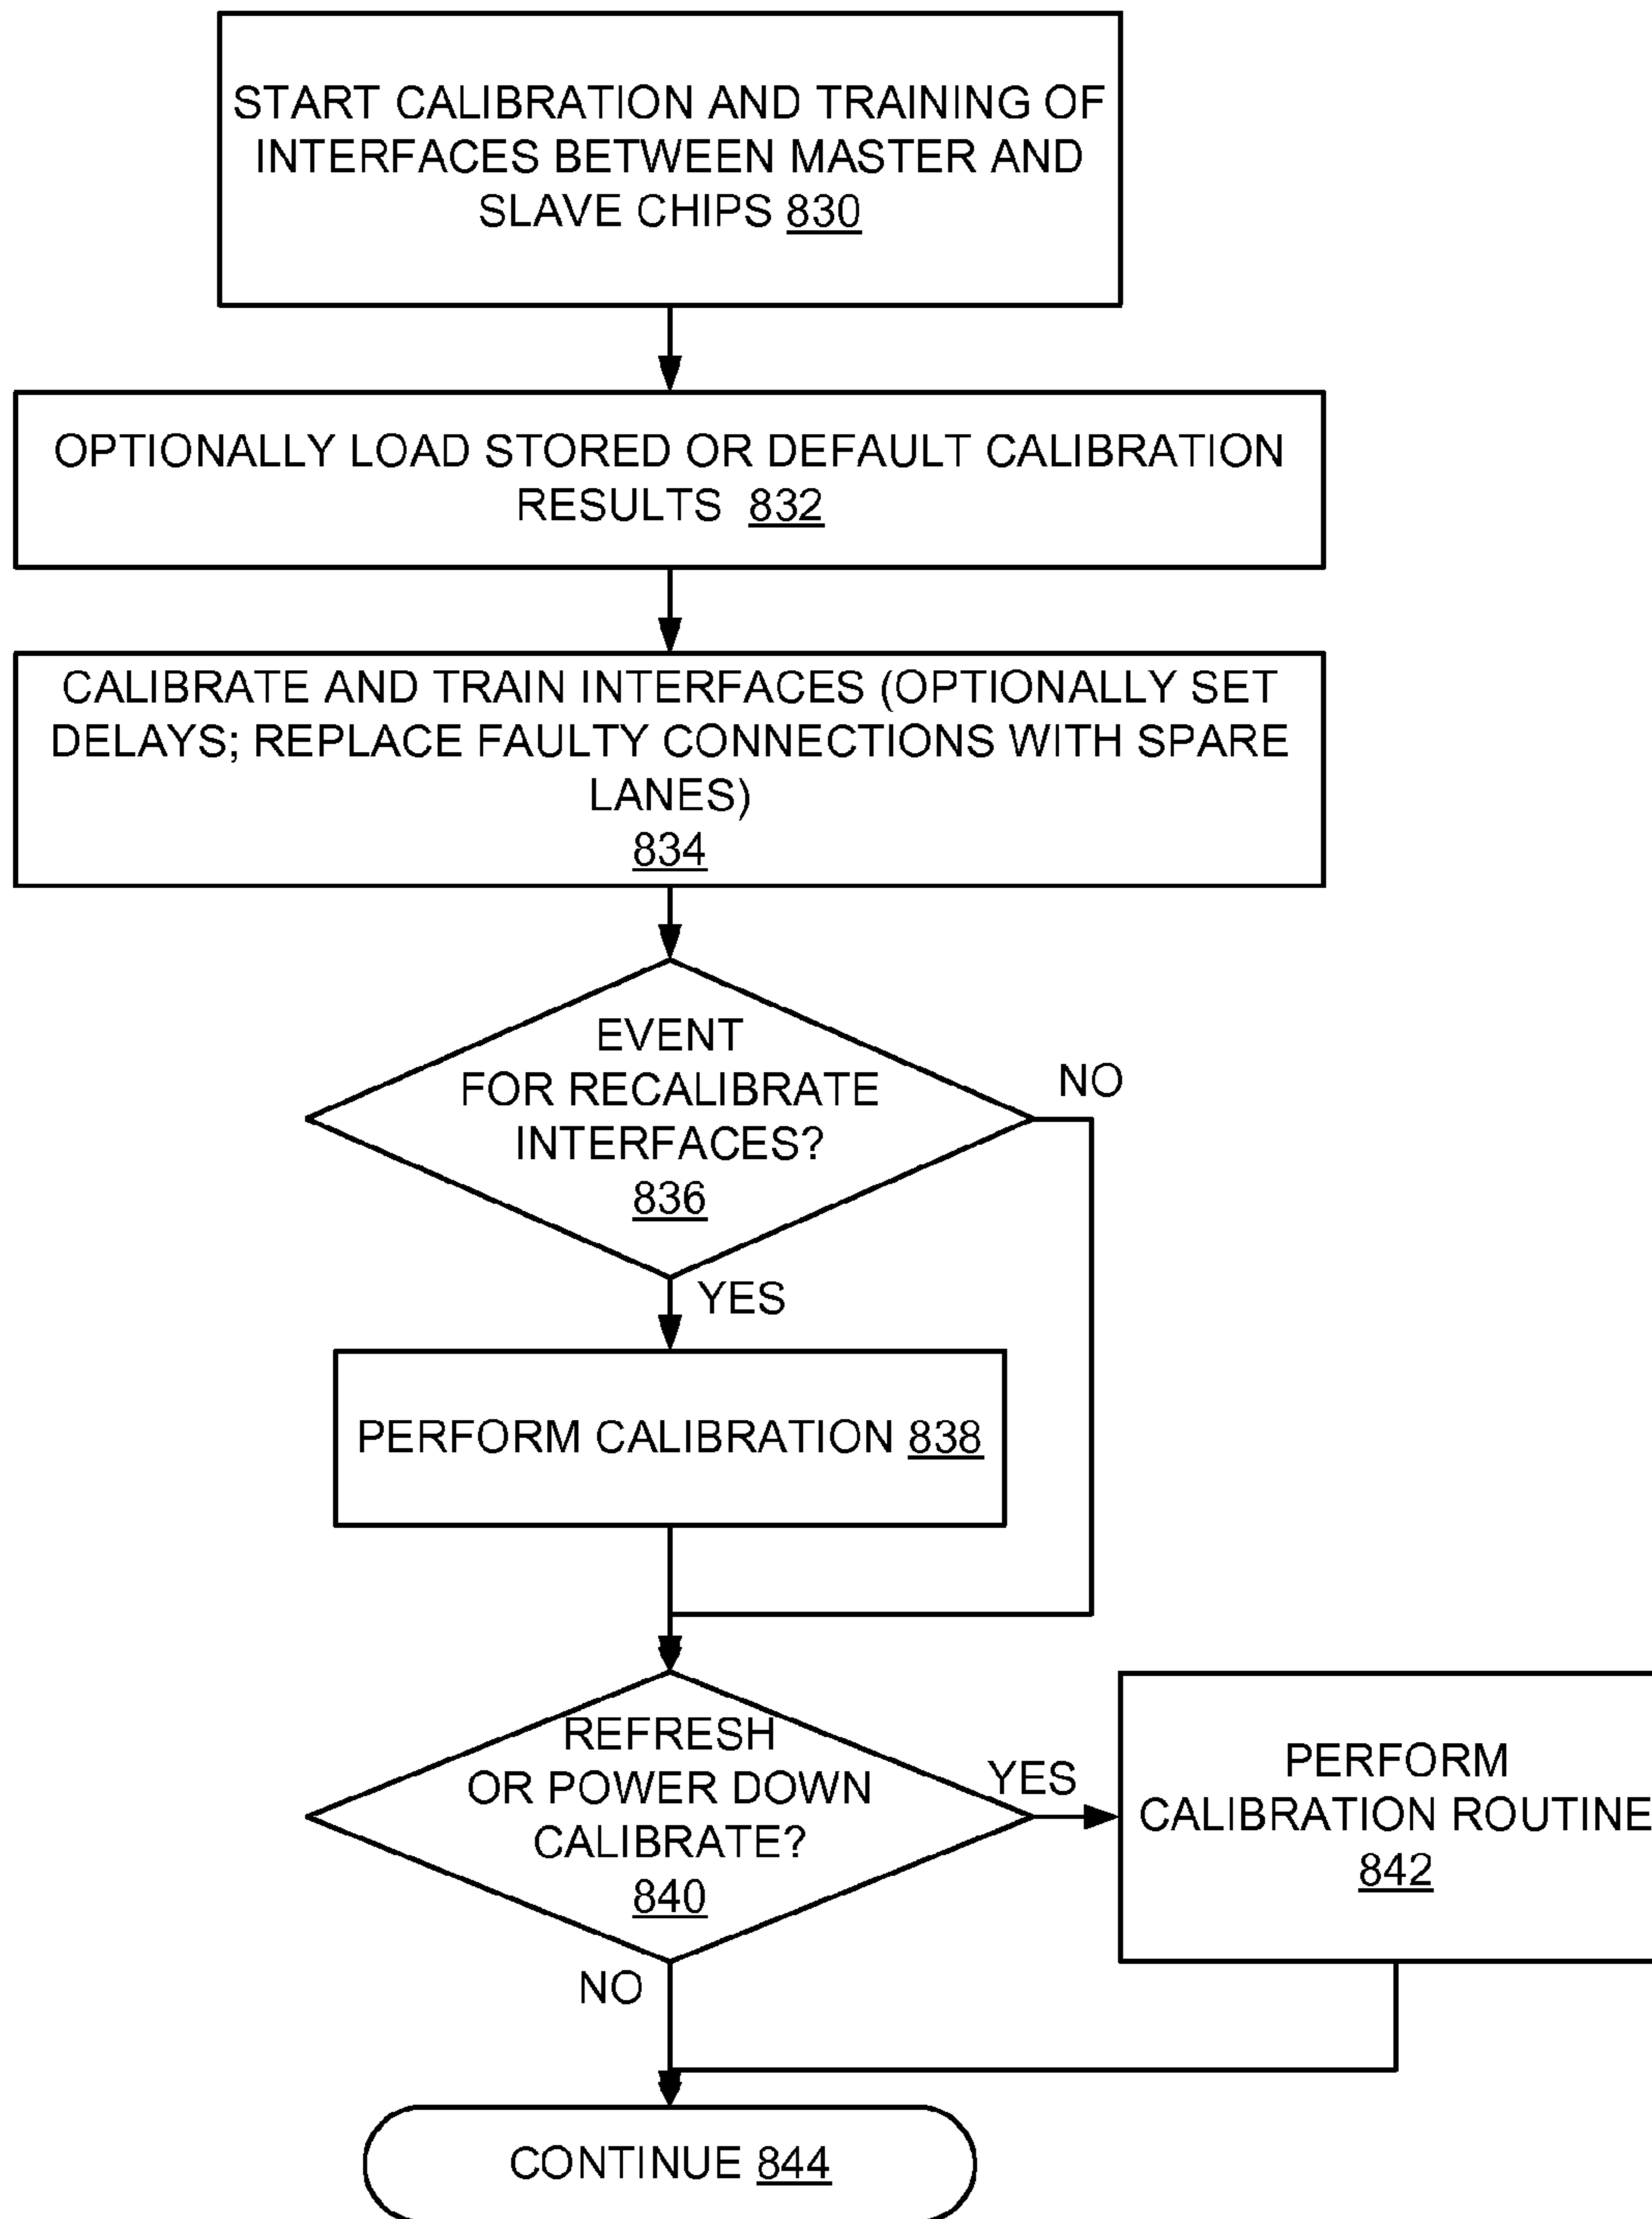 START CALIBRATION AND TRAINING OF
INTERFACES BETWEEN MASTER AND
SLAVE CHIPS 830
OPTIONALLY LOAD STORED OR DEFAULT CALIBRATION
RESULTS 832
CALIBRATE AND TRAIN INTERFACES (OPTIONALLY SET
DELAYS; REPLACE FAULTY CONNECTIONS WITH SPARE
LANES)
834
EVENT
FOR RECALIBRATE
INTERFACES?
836
NO
YES
PERFORM CALIBRATION 838
REFRESH
OR POWER DOWN
CALIBRATE?
840
YES
PERFORM
CALIBRATION ROUTINE
842
NO
CONTINUE 844